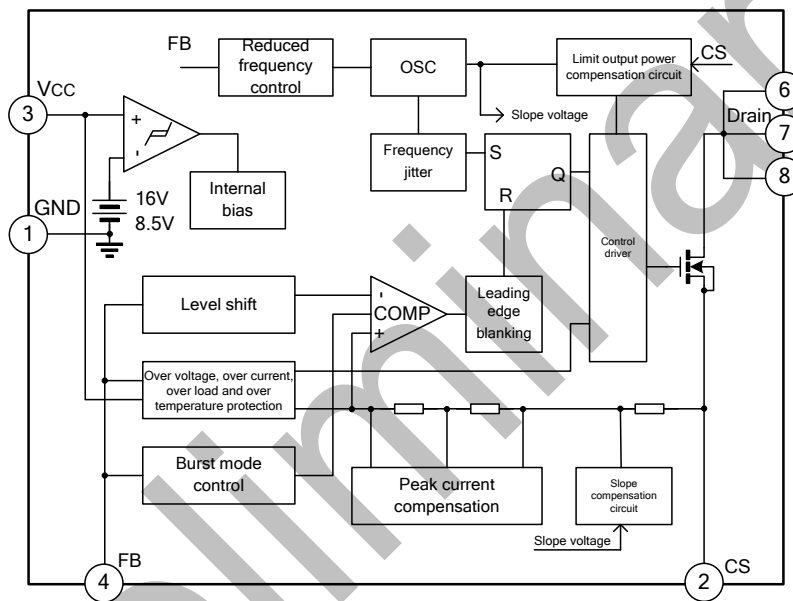 FB
Reduced
frequency
control
OSC
Limit output power
compensation circuit
CS
VCC
3
+
-
Slope voltage
6
Drain
7
8
Frequency
jitter
S
Q
R
Internal
bias
16V
8.5V
GND
1
Control
driver
Level shift
-
COMP
+
Leading
edge
blanking
Over voltage, over current,
over load and over
temperature protection
Burst mode
control
Peak current
compensation
Slope
compensation
circuit
Slope voltage
FB
4
CS
2